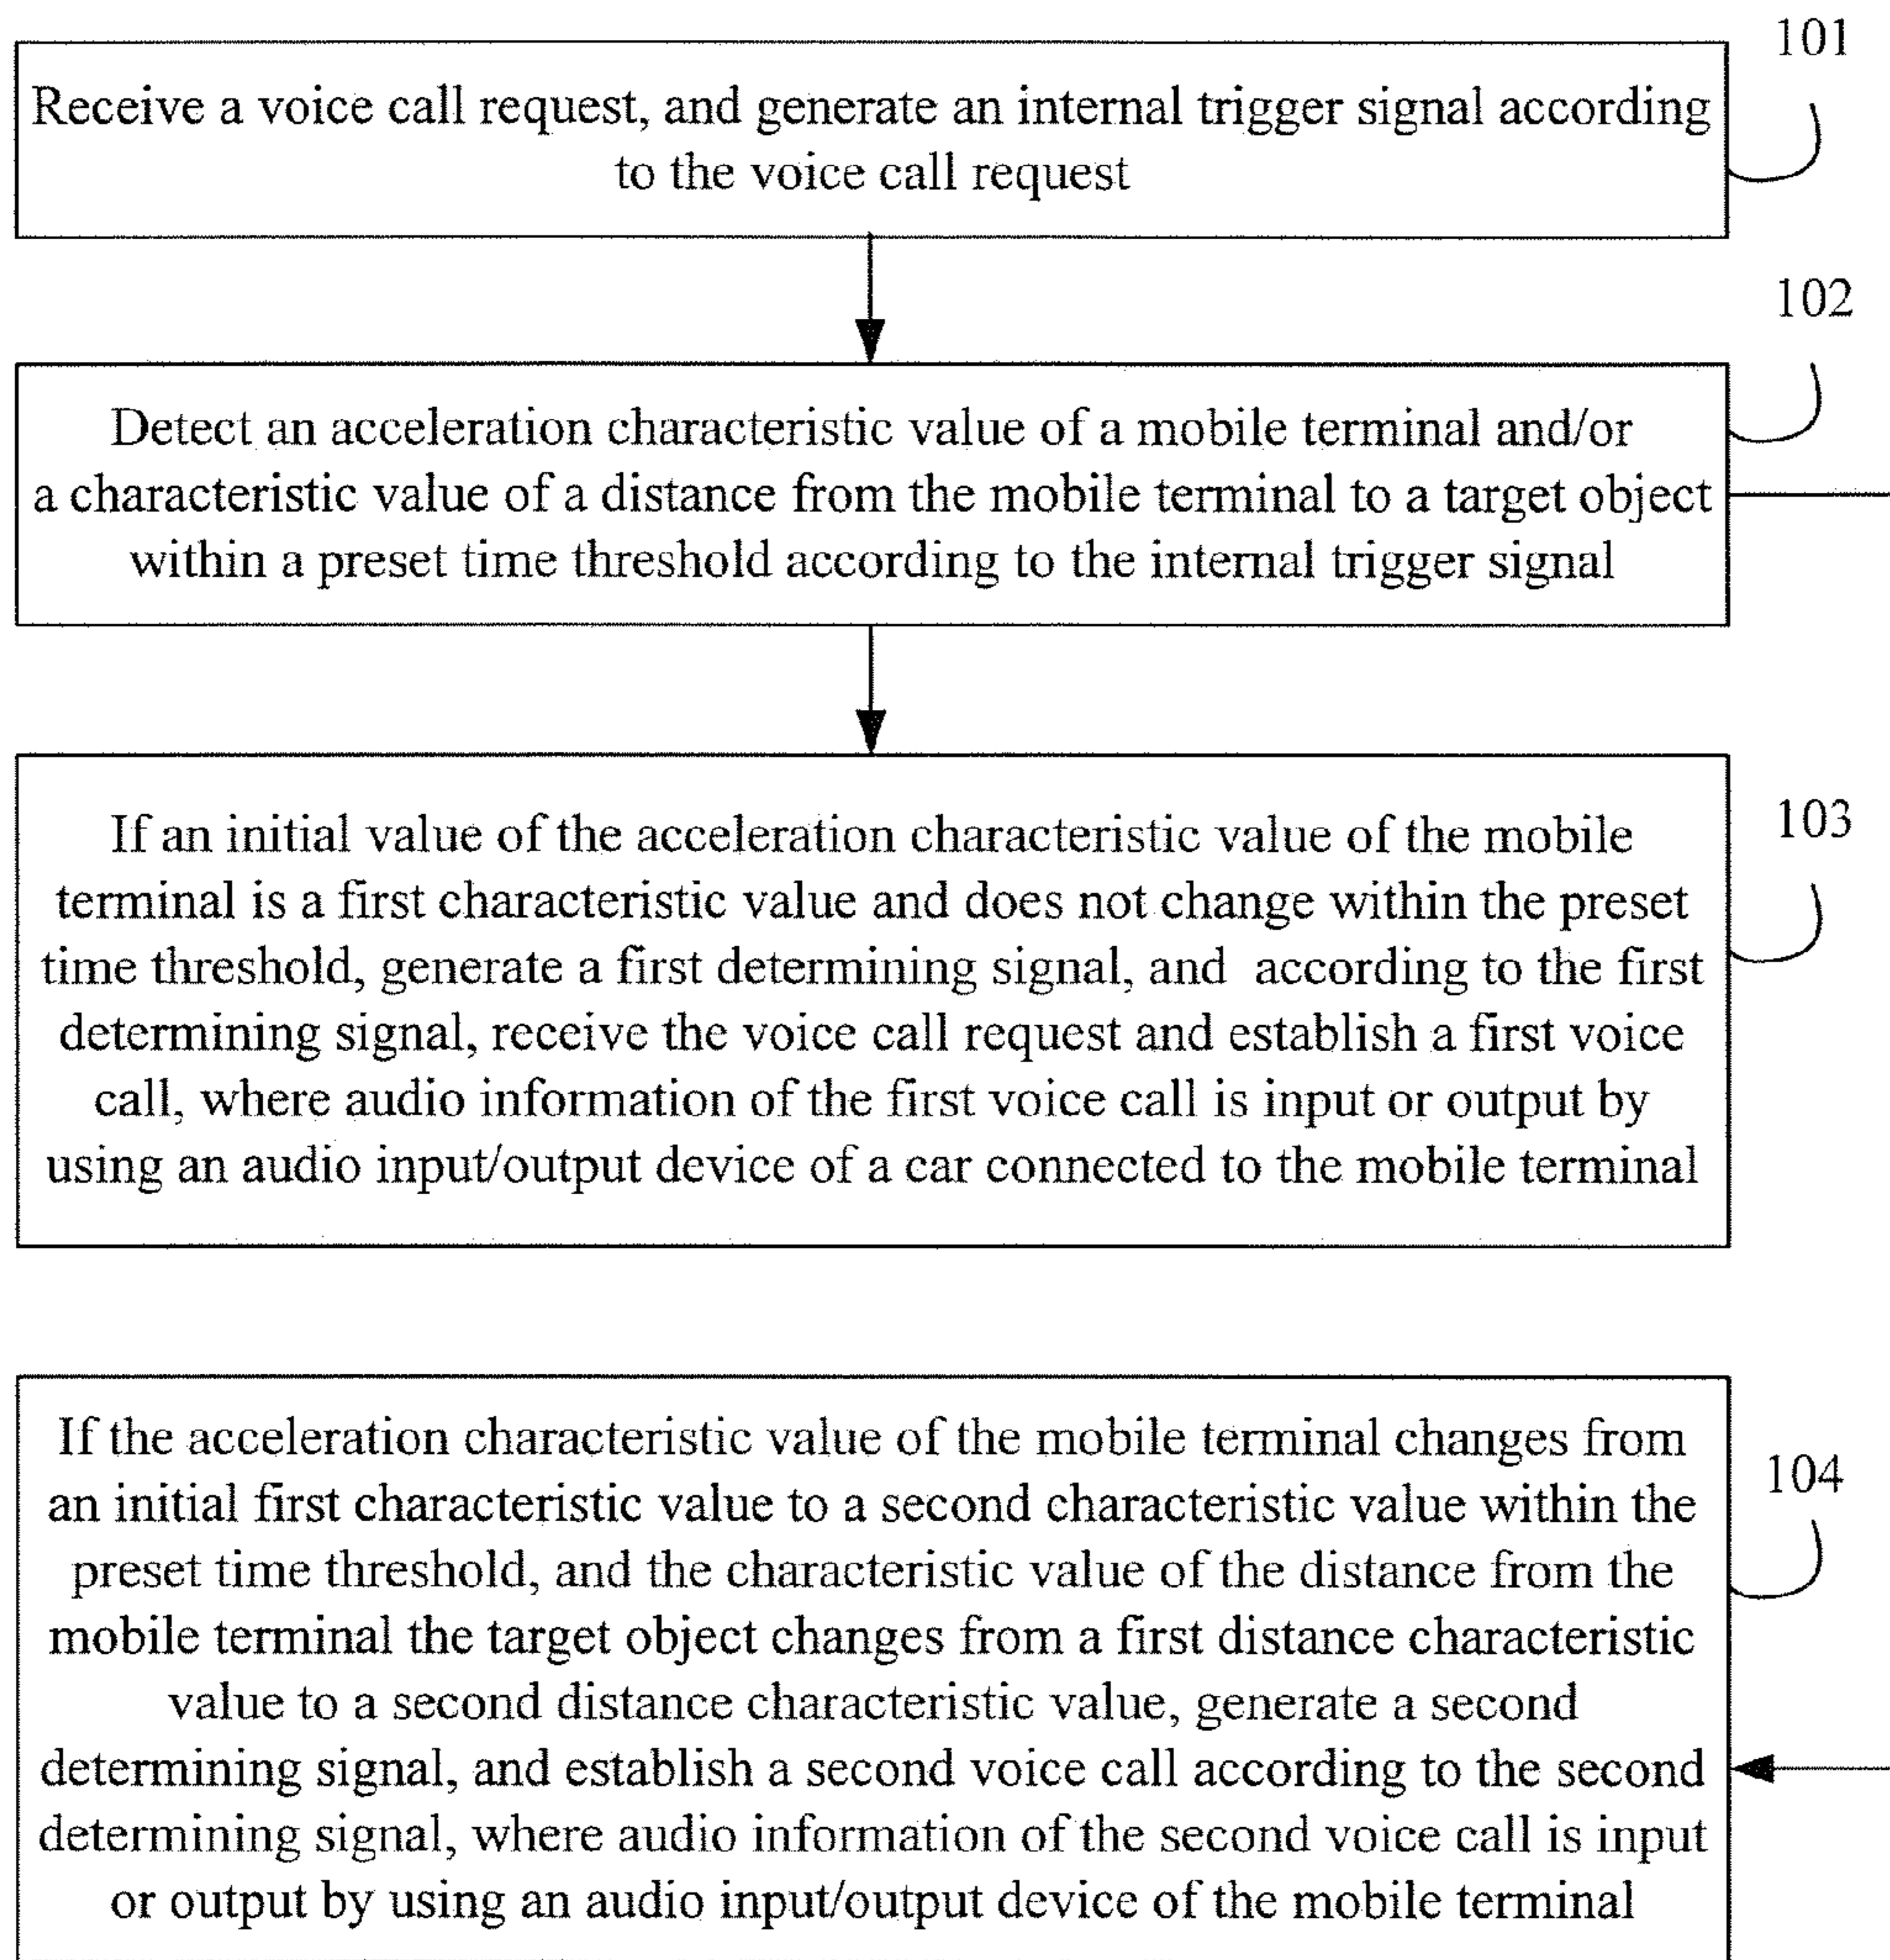 101
Receive a voice call request, and generate an internal trigger signal according
to the voice call request
102
Detect an acceleration characteristic value of a mobile terminal and/or
a characteristic value of a distance from the mobile terminal to a target object
within a preset time threshold according to the internal trigger signal
103
If an initial value of the acceleration characteristic value of the mobile
terminal is a first characteristic value and does not change within the preset
time threshold, generate a first determining signal, and according to the first
determining signal, receive the voice call request and establish a first voice
call, where audio information of the first voice call is input or output by
using an audio input/output device of a car connected to the mobile terminal
104
If the acceleration characteristic value of the mobile terminal changes from
an initial first characteristic value to a second characteristic value within the
preset time threshold, and the characteristic value of the distance from the
mobile terminal the target object changes from a first distance characteristic
value to a second distance characteristic value, generate a second
determining signal, and establish a second voice call according to the second
determining signal, where audio information of the second voice call is input
or output by using an audio input/output device of the mobile terminal